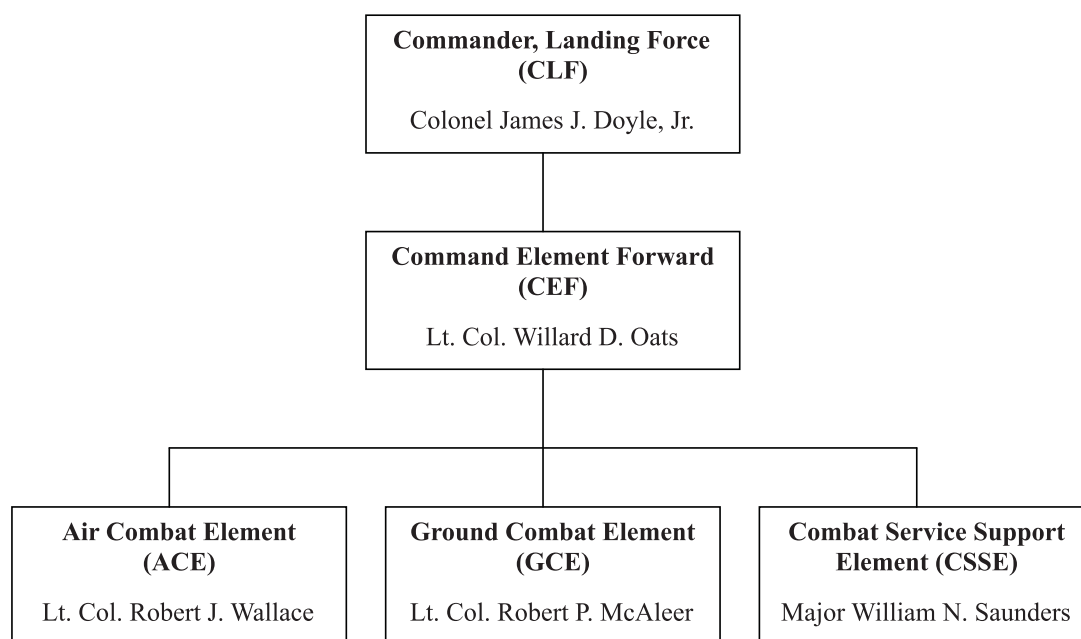 Commander, Landing Force
(CLF)
Colonel James J. Doyle, Jr.
Command Element Forward
(CEF)
Lt. Col. Willard D. Oats
Air Combat Element
(ACE)
Lt. Col. Robert J. Wallace
Ground Combat Element
(GCE)
Lt. Col. Robert P. McAleer
Combat Service Support
Element (CSSE)
Major William N. Saunders